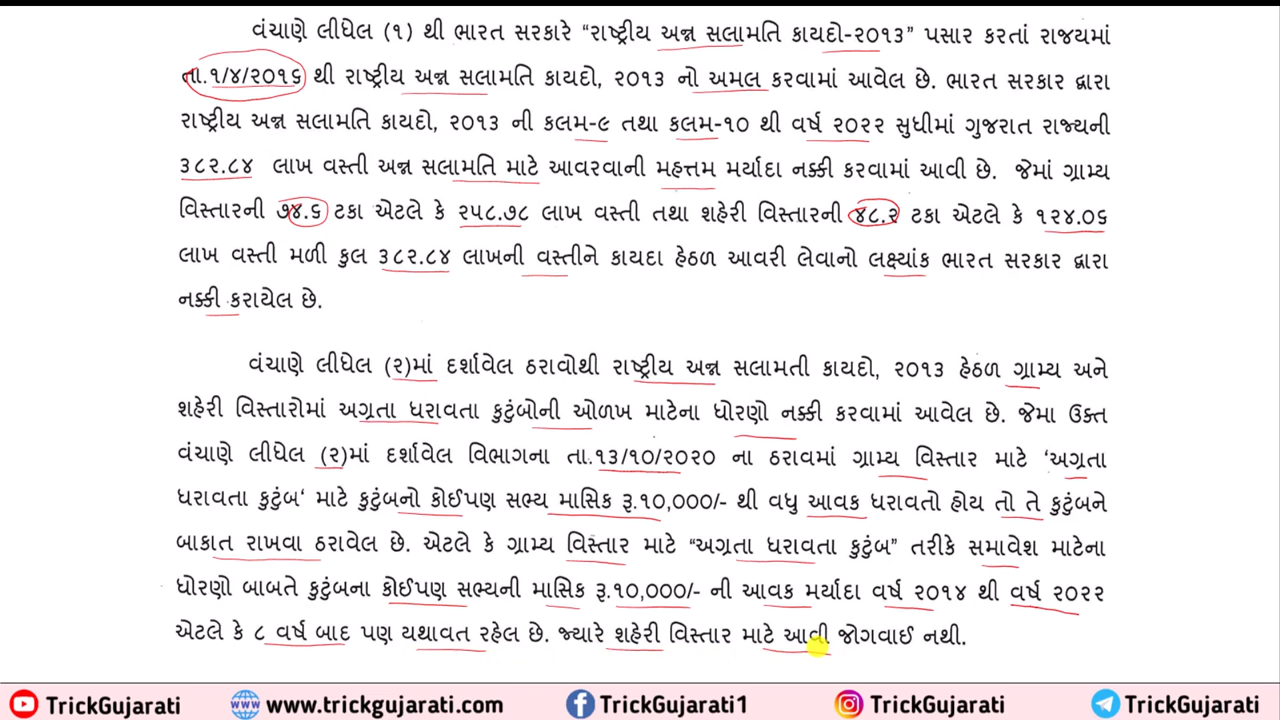 વંચાણે લીધેલ (૧) થી ભારત સરકારે “રાષ્ટ્રીય અન્ન સલામતિ કાયદો-૨૦૧૩” પસાર કરતાં રાજયમાં
તા.૧/૪/૨૦૧૬ થી રાષ્ટ્રીય અન્ન સલામતિ કાયદો, ૨૦૧૩ નો અમલ કરવામાં આવેલ છે. ભારત સરકાર દ્વારા
રાષ્ટ્રીય અન્ન સલામતિ કાયદો, ૨૦૧૩ ની કલમ-૯ તથા કલમ-૧૦ થી વર્ષ ૨૦૨૨ સુધીમાં ગુજરાત રાજ્યની
૩૮૨.૮૪ લાખ વસ્તી અન્ન સલામતિ માટે આવરવાની મહત્તમ મર્યાદા નક્કી કરવામાં આવી છે. જેમાં ગ્રામ્ય
વિસ્તારની ૭૪.૬ ટકા એટલે કે ૨૫૮.૭૮ લાખ વસ્તી તથા શહેરી વિસ્તારની ૪૮.૨ ટકા એટલે કે ૧૨૪.૦૬
લાખ વસ્તી મળી કુલ ૩૮૨.૮૪ લાખની વસ્તીને કાયદા હેઠળ આવરી લેવાનો લક્ષ્યાંક ભારત સરકાર દ્વારા
નક્કી કરાયેલ છે.
વંચાણે લીધેલ (૨)માં દર્શાવેલ ઠરાવોથી રાષ્ટ્રીય અન્ન સલામતી કાયદો, ૨૦૧૩ હેઠળ ગ્રામ્ય અને
શહેરી વિસ્તારોમાં અગ્રતા ધરાવતા કુટુંબોની ઓળખ માટેના ધોરણો નક્કી કરવામાં આવેલ છે. જેમા ઉક્ત
વંચાણે લીધેલ (૨)માં દર્શાવેલ વિભાગના તા.૧૩/૧૦/૨૦૨૦ ના ઠરાવમાં ગ્રામ્ય વિસ્તાર માટે ‘અગ્રતા
ધરાવતા કુટુંબ‘ માટે કુટુંબનો કોઈપણ સભ્ય માસિક રૂ.૧૦,૦૦૦/- થી વધુ આવક ધરાવતો હોય તો તે કુટુંબને
બાકાત રાખવા ઠરાવેલ છે. એટલે કે ગ્રામ્ય વિસ્તાર માટે “અગ્રતા ધરાવતા કુટુંબ” તરીકે સમાવેશ માટેના
ધોરણો બાબતે કુટુંબના કોઈપણ સભ્યની માસિક રૂ.૧૦,૦૦૦/- ની આવક મર્યાદા વર્ષ ૨૦૧૪ થી વર્ષ ૨૦૨૨
એટલે કે ૮ વર્ષ બાદ પણ યથાવત રહેલ છે. જ્યારે શહેરી વિસ્તાર માટે આવી જોગવાઈ નથી.
TrickGujarati www.trickgujarati.com TrickGujarati1 TrickGujarati TrickGujarati